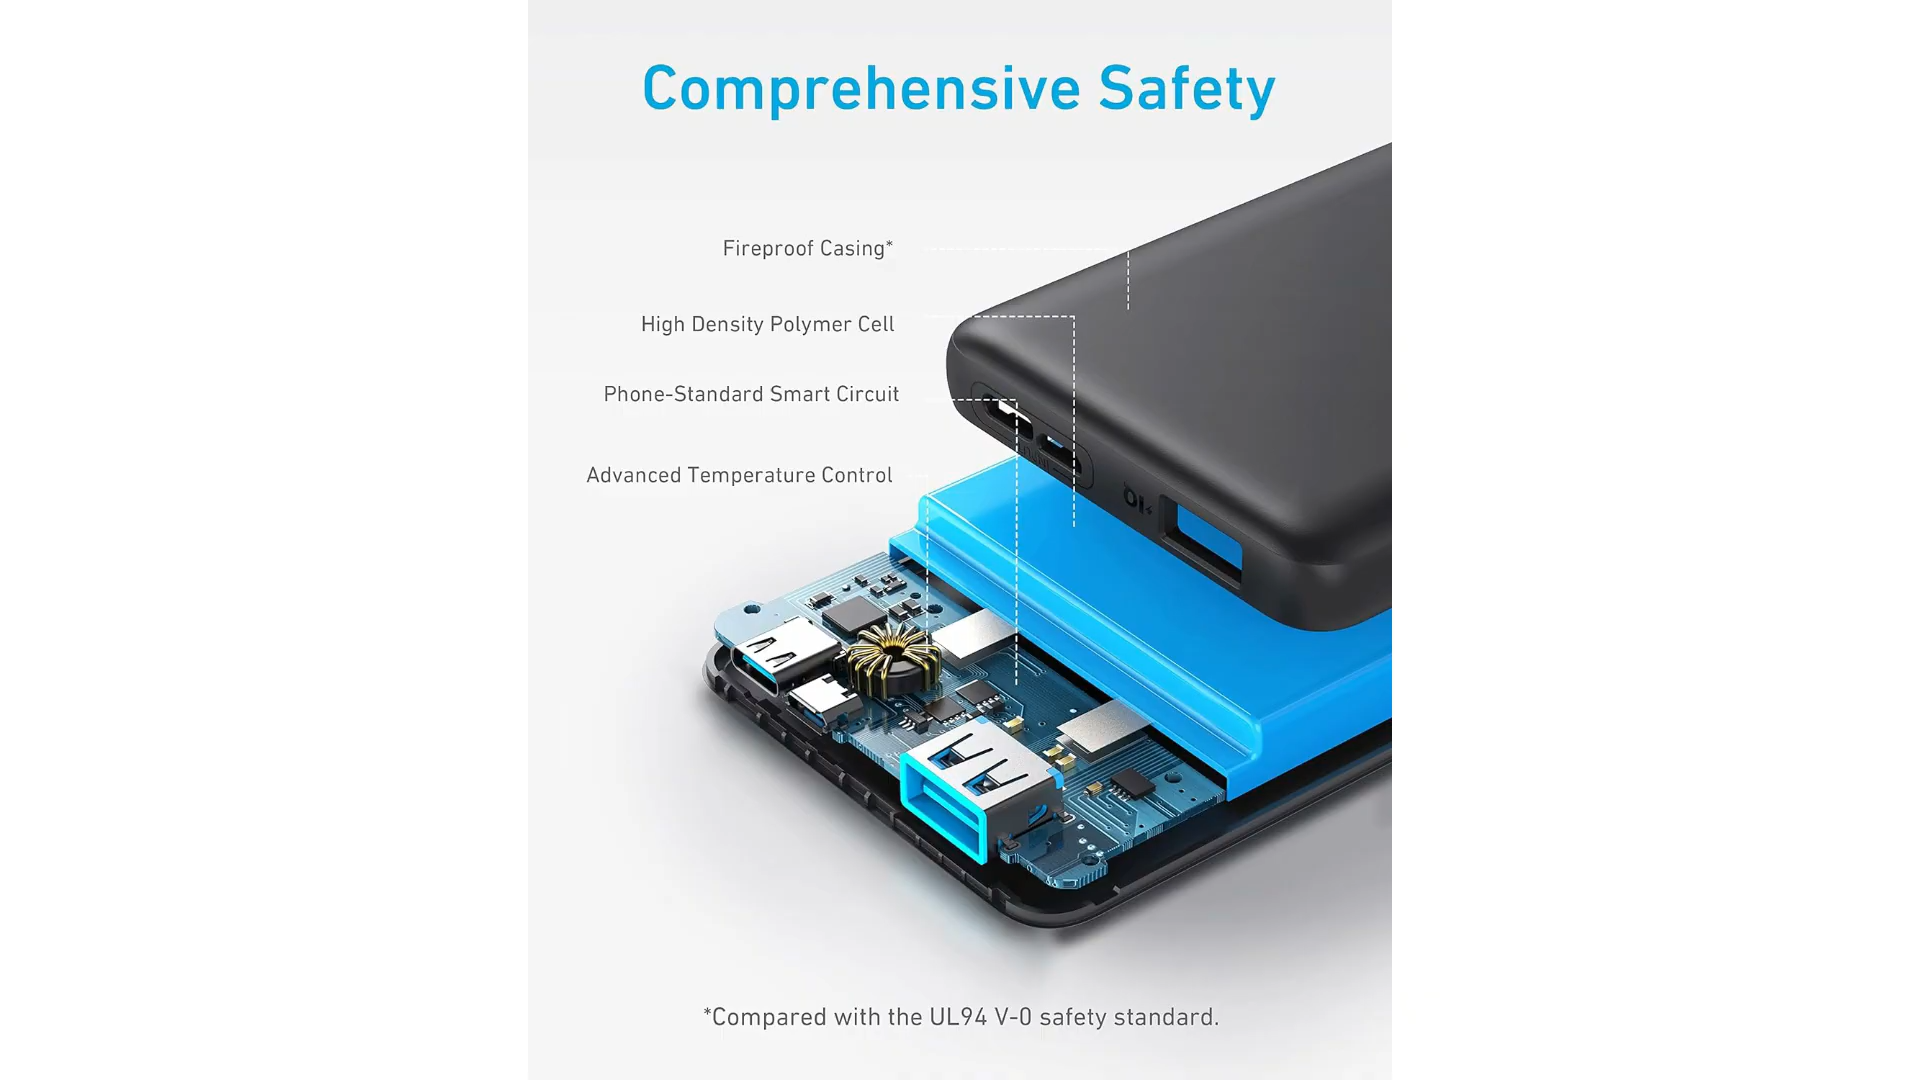 Comprehensive Safety
Fireproof Casing*
High Density Polymer Cell
Phone-Standard Smart Circuit
Advanced Temperature Control
*Compared with the UL94 V-0 safety standard.